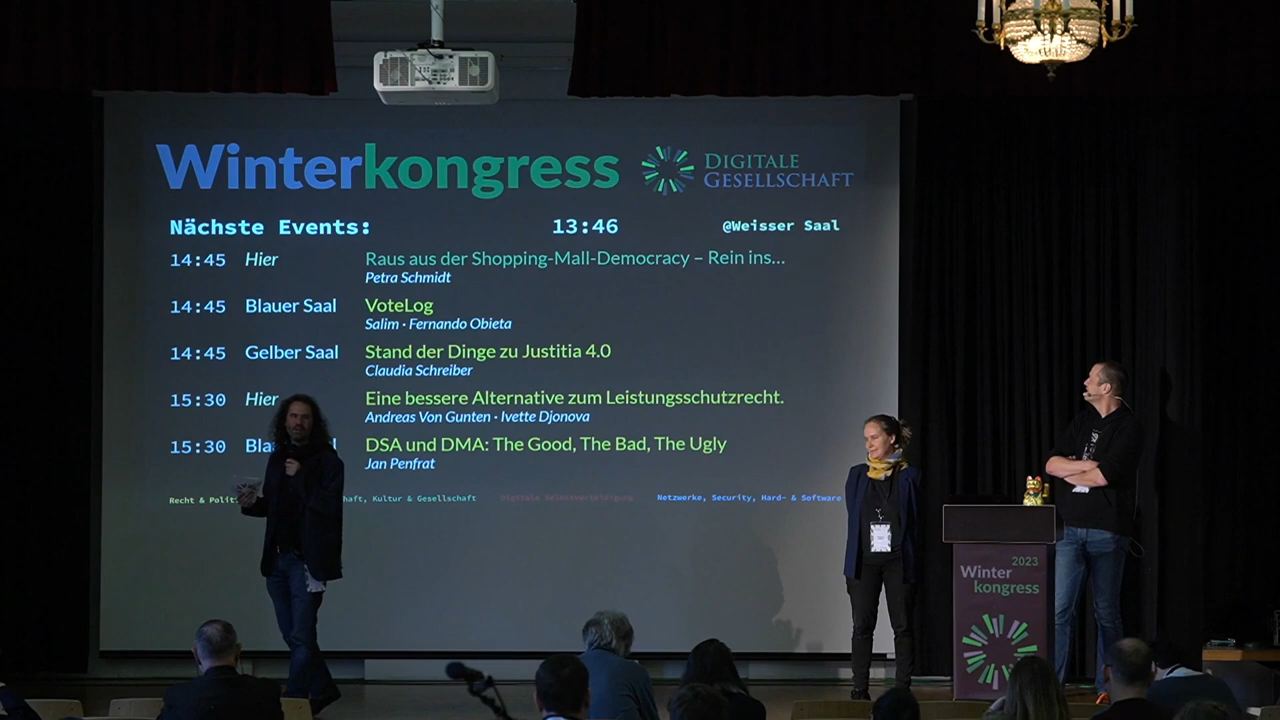 Winterkongress
DIGITALE
GESELLSCHAFT
Nächste Events: 13:46 @Weisser Saal
14:45 Hier Raus aus der Shopping-Mall-Democracy – Rein ins...
Petra Schmidt
14:45 Blauer Saal VoteLog
Salim · Fernando Obieta
14:45 Gelber Saal Stand der Dinge zu Justitia 4.0
Claudia Schreiber
15:30 Hier Eine bessere Alternative zum Leistungsschutzrecht.
Andreas Von Gunten · Ivette Djonova
15:30 DSA und DMA: The Good, The Bad, The Ugly
Jan Penfrat
Recht & Kultur & Gesellschaft Digitale Selbstverteidigung Netzwerke, Security, Hard- & Software
2023
Winter
kongress